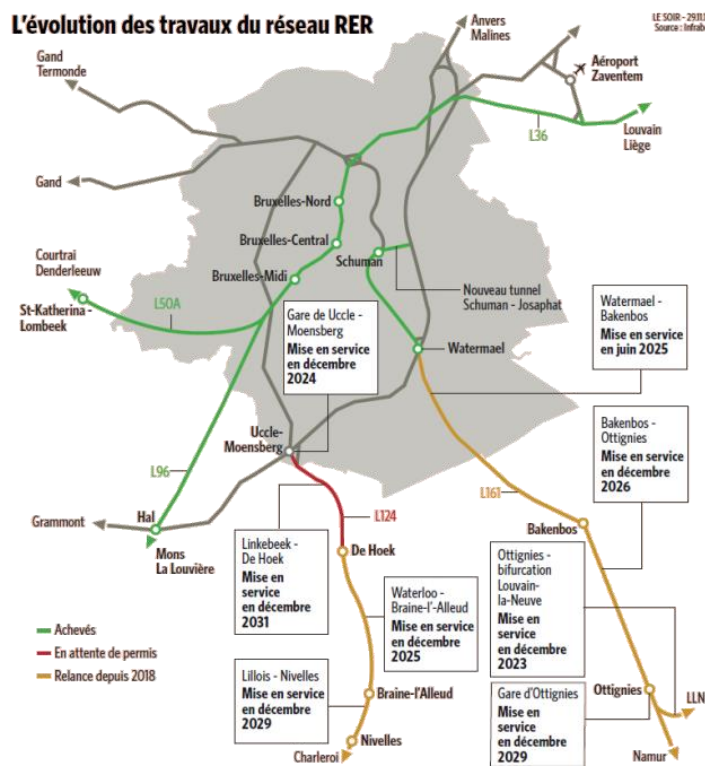 L'évolution des travaux du réseau RER
LE SOIR - 29.11.1
Source : Infrab
Anvers
Malines
Gand
Termonde
Aéroport
Zaventem
L36
Louvain
Liège
Gand
Bruxelles-Nord
Bruxelles-Central
Schuman
Bruxelles-Midi
Courtrai
Denderleeuw
St-Katherina -
Lombeek
L50A
Nouveau tunnel
Schuman - Josaphat
Gare de Uccle -
Moensberg
Mise en service
en décembre
2024
Watermael -
Bakenbos
Mise en service
en juin 2025
Watermael
Uccle-
Moensberg
Bakenbos -
Ottignies
Mise en service
en décembre
2026
L96
L161
L124
Grammont
Hal
Mons
La Louvière
Bakenbos
Linkebeek -
De Hoek
Mise en
service
en décembre
2031
De Hoek
Waterloo -
Braine-l'-Alleud
Mise en service
en décembre
2025
Ottignies -
bifurcation
Louvain-
la-Neuve
Mise en
service
en décembre
2023
Achevés
En attente de permis
Relance depuis 2018
Lillois - Nivelles
Mise en service
en décembre
2029
Braine-l'Alleud
Nivelles
Charleroi
Gare d'Ottignies
Mise en
service
en décembre
2029
Ottignies
LLN
Namur